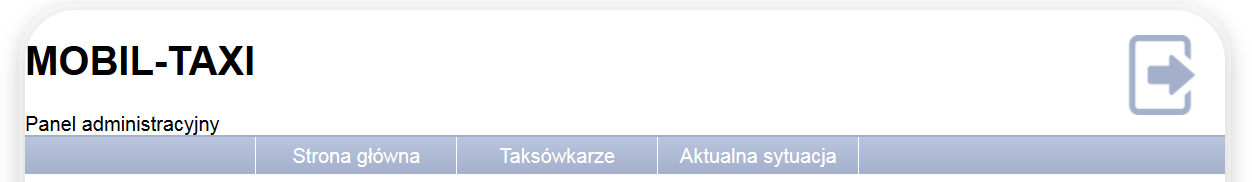 MOBIL-TAXI
Panel administracyjny
Strona główna Taksówkarze Aktualna sytuacja